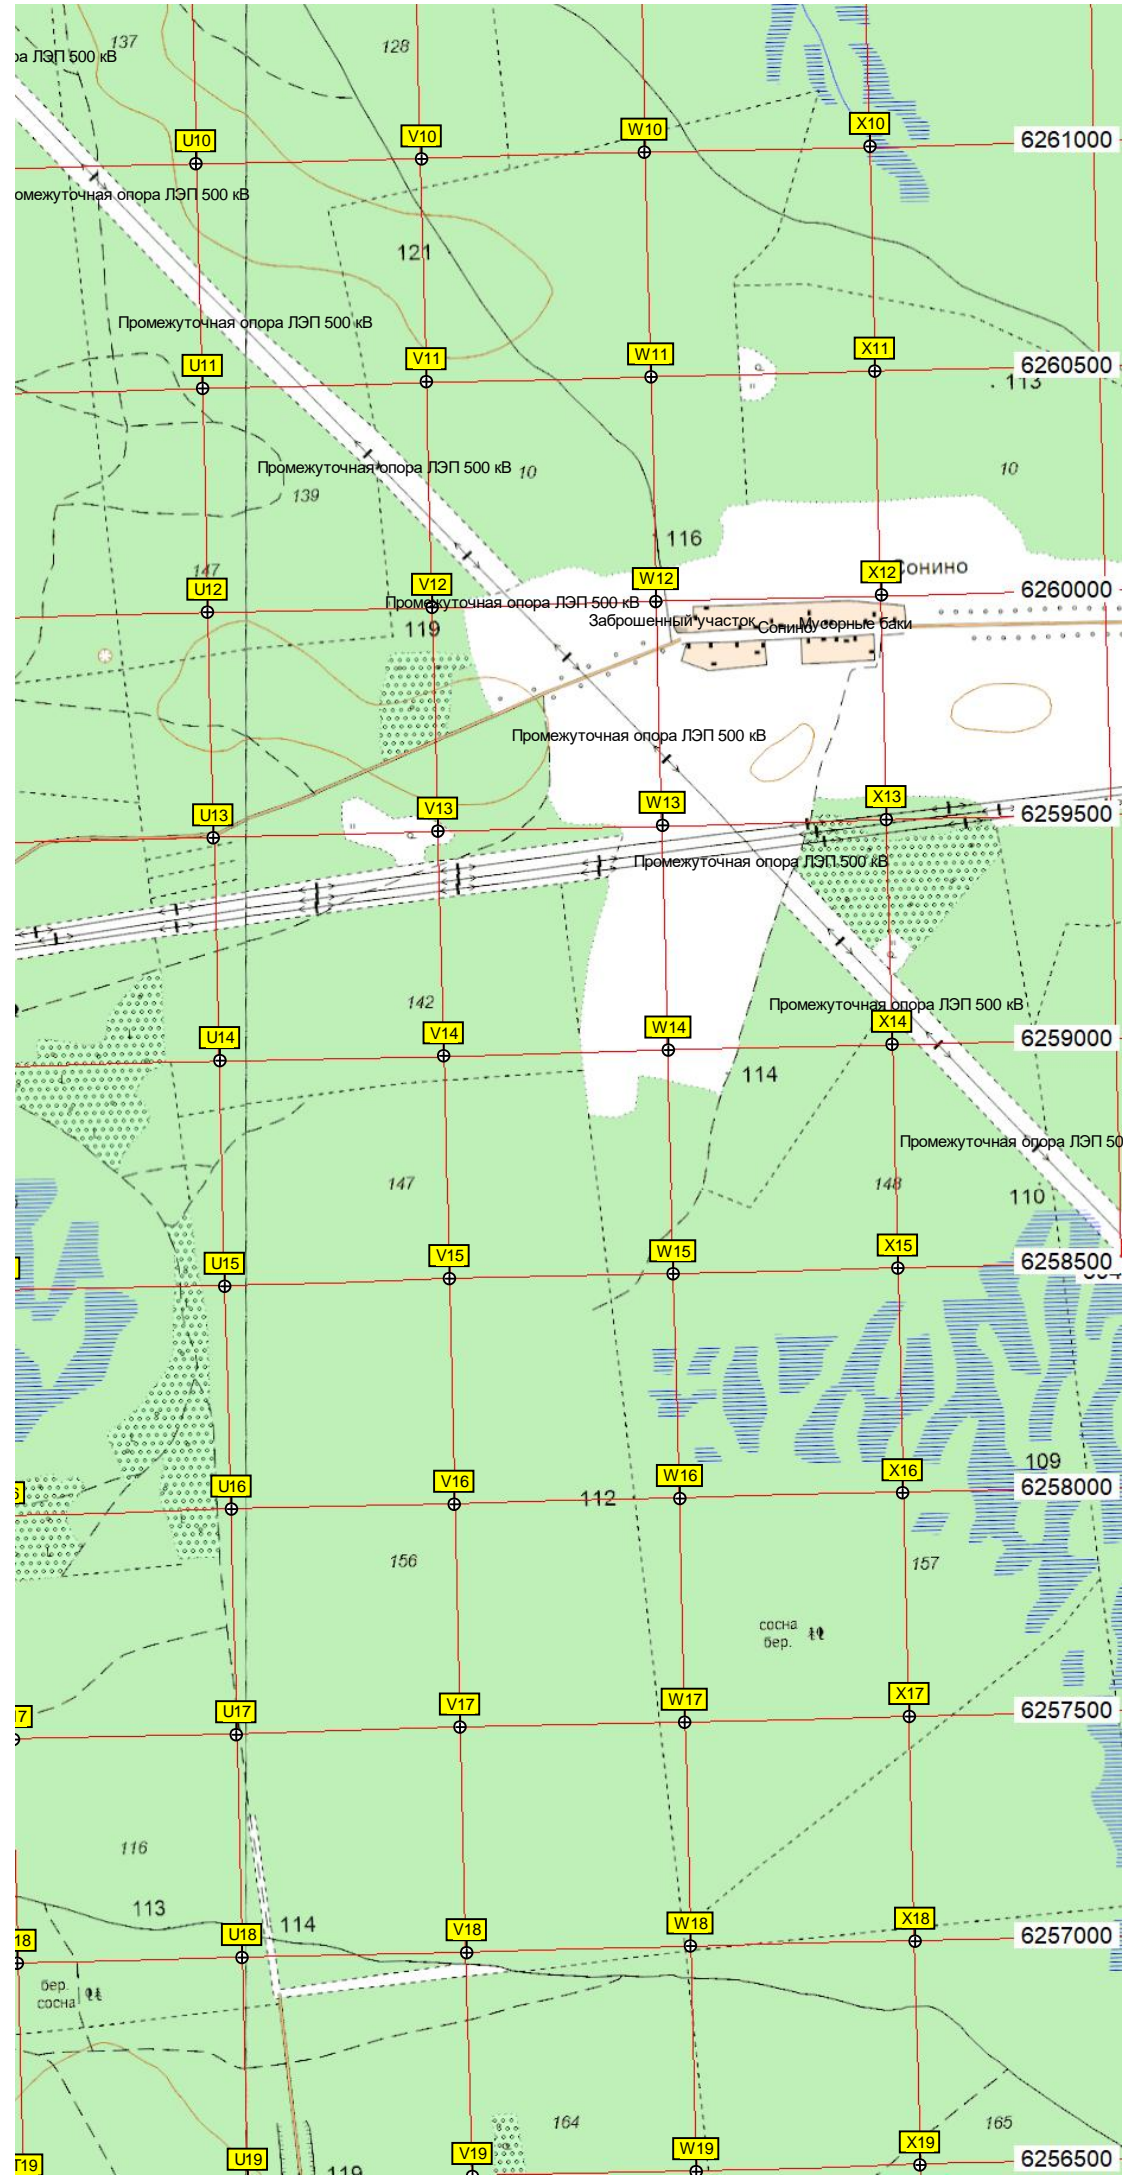 137
128
ра ЛЭП 500 кВ
U10
V10
W10
X10
6261000
омежуточная опора ЛЭП 500 кВ
121
Промежуточная опора ЛЭП 500 кВ
U11
V11
W11
X11
6260500
113
Промежуточная опора ЛЭП 500 кВ
10
10
139
116
147
U12
V12
W12
X12
Сонино
6260000
Промежуточная опора ЛЭП 500 кВ
Заброшенный участок
Сонино
Мусорные баки
119
Промежуточная опора ЛЭП 500 кВ
U13
V13
W13
X13
6259500
Промежуточная опора ЛЭП 500 кВ
142
Промежуточная опора ЛЭП 500 кВ
U14
V14
W14
X14
6259000
114
Промежуточная опора ЛЭП 50
147
148
110
U15
V15
W15
X15
6258500
109
U16
V16
W16
X16
6258000
112
156
157
сосна
бер.
17
U17
V17
W17
X17
6257500
116
113
114
18
U18
V18
W18
X18
6257000
бер.
сосна
164
165
T19
U19
V19
W19
X19
6256500
119